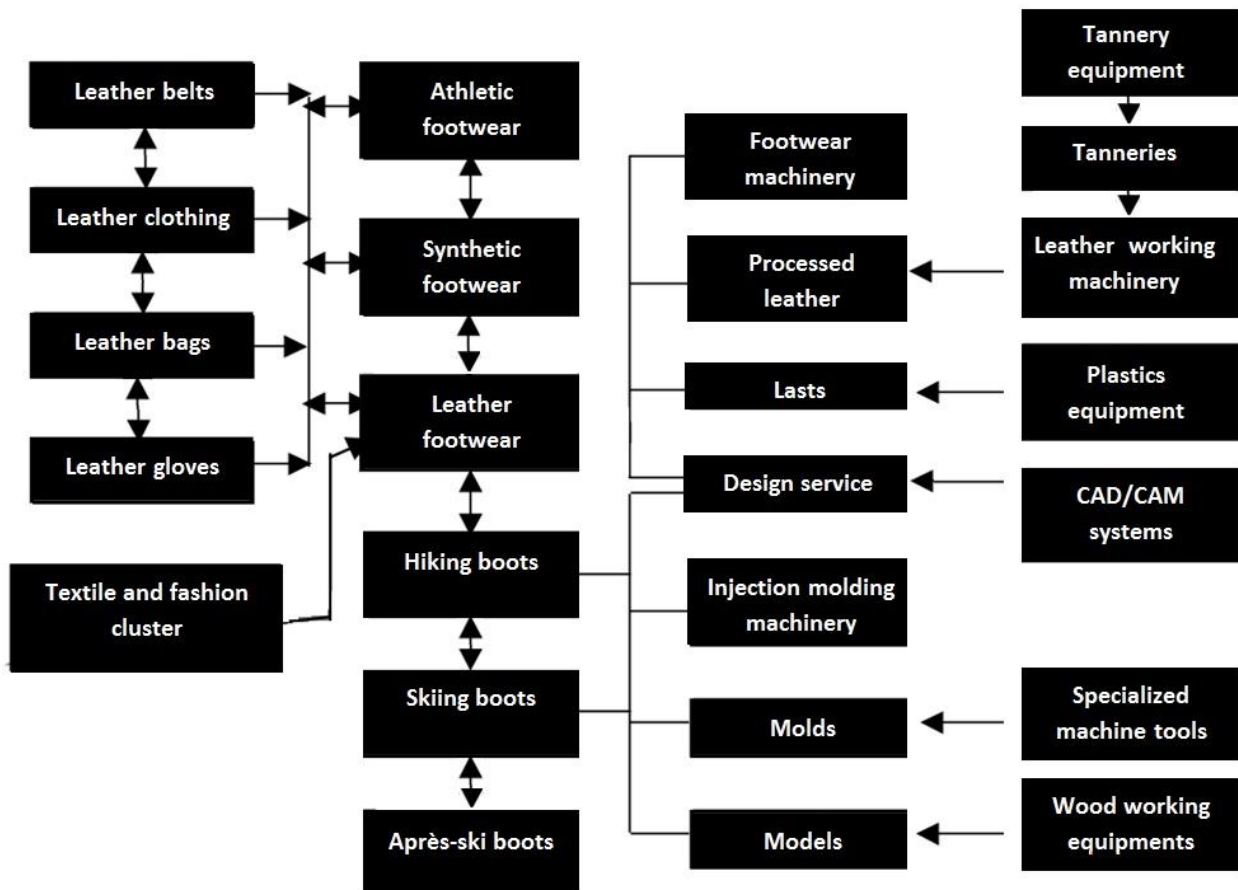 Leather belts
Leather clothing
Leather bags
Leather gloves
Textile and fashion
cluster
Athletic
footwear
Synthetic
footwear
Leather
footwear
Hiking boots
Skiing boots
Après-ski boots
Footwear
machinery
Processed
leather
Lasts
Design service
Injection molding
machinery
Molds
Models
Tannery
equipment
Tanneries
Leather working
machinery
Plastics
equipment
CAD/CAM
systems
Specialized
machine tools
Wood working
equipments